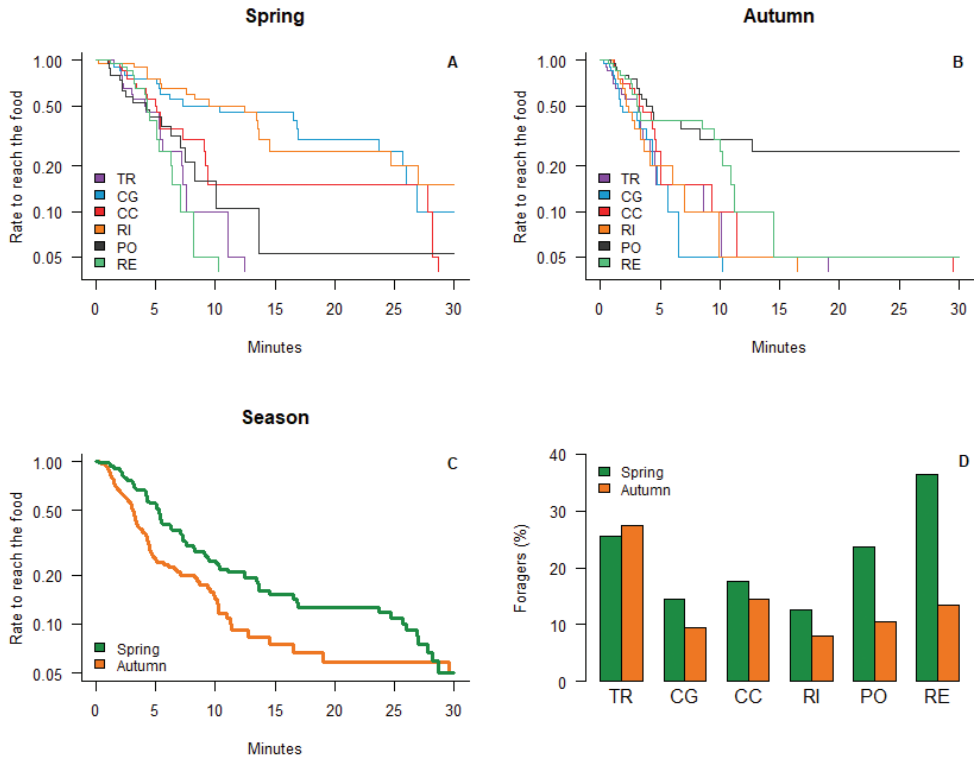 Spring
A
Rate to reach the food
1.00
0.50
0.20
0.10
0.05
TR
CG
CC
RI
PO
RE
0 5 10 15 20 25 30
Minutes
Autumn
B
Rate to reach the food
1.00
0.50
0.20
0.10
0.05
TR
CG
CC
RI
PO
RE
0 5 10 15 20 25 30
Minutes
Season
C
Rate to reach the food
1.00
0.50
0.20
0.10
0.05
Spring
Autumn
0 5 10 15 20 25 30
Minutes
D
Foragers (%)
40
30
20
10
0
Spring
Autumn
TR CG CC RI PO RE